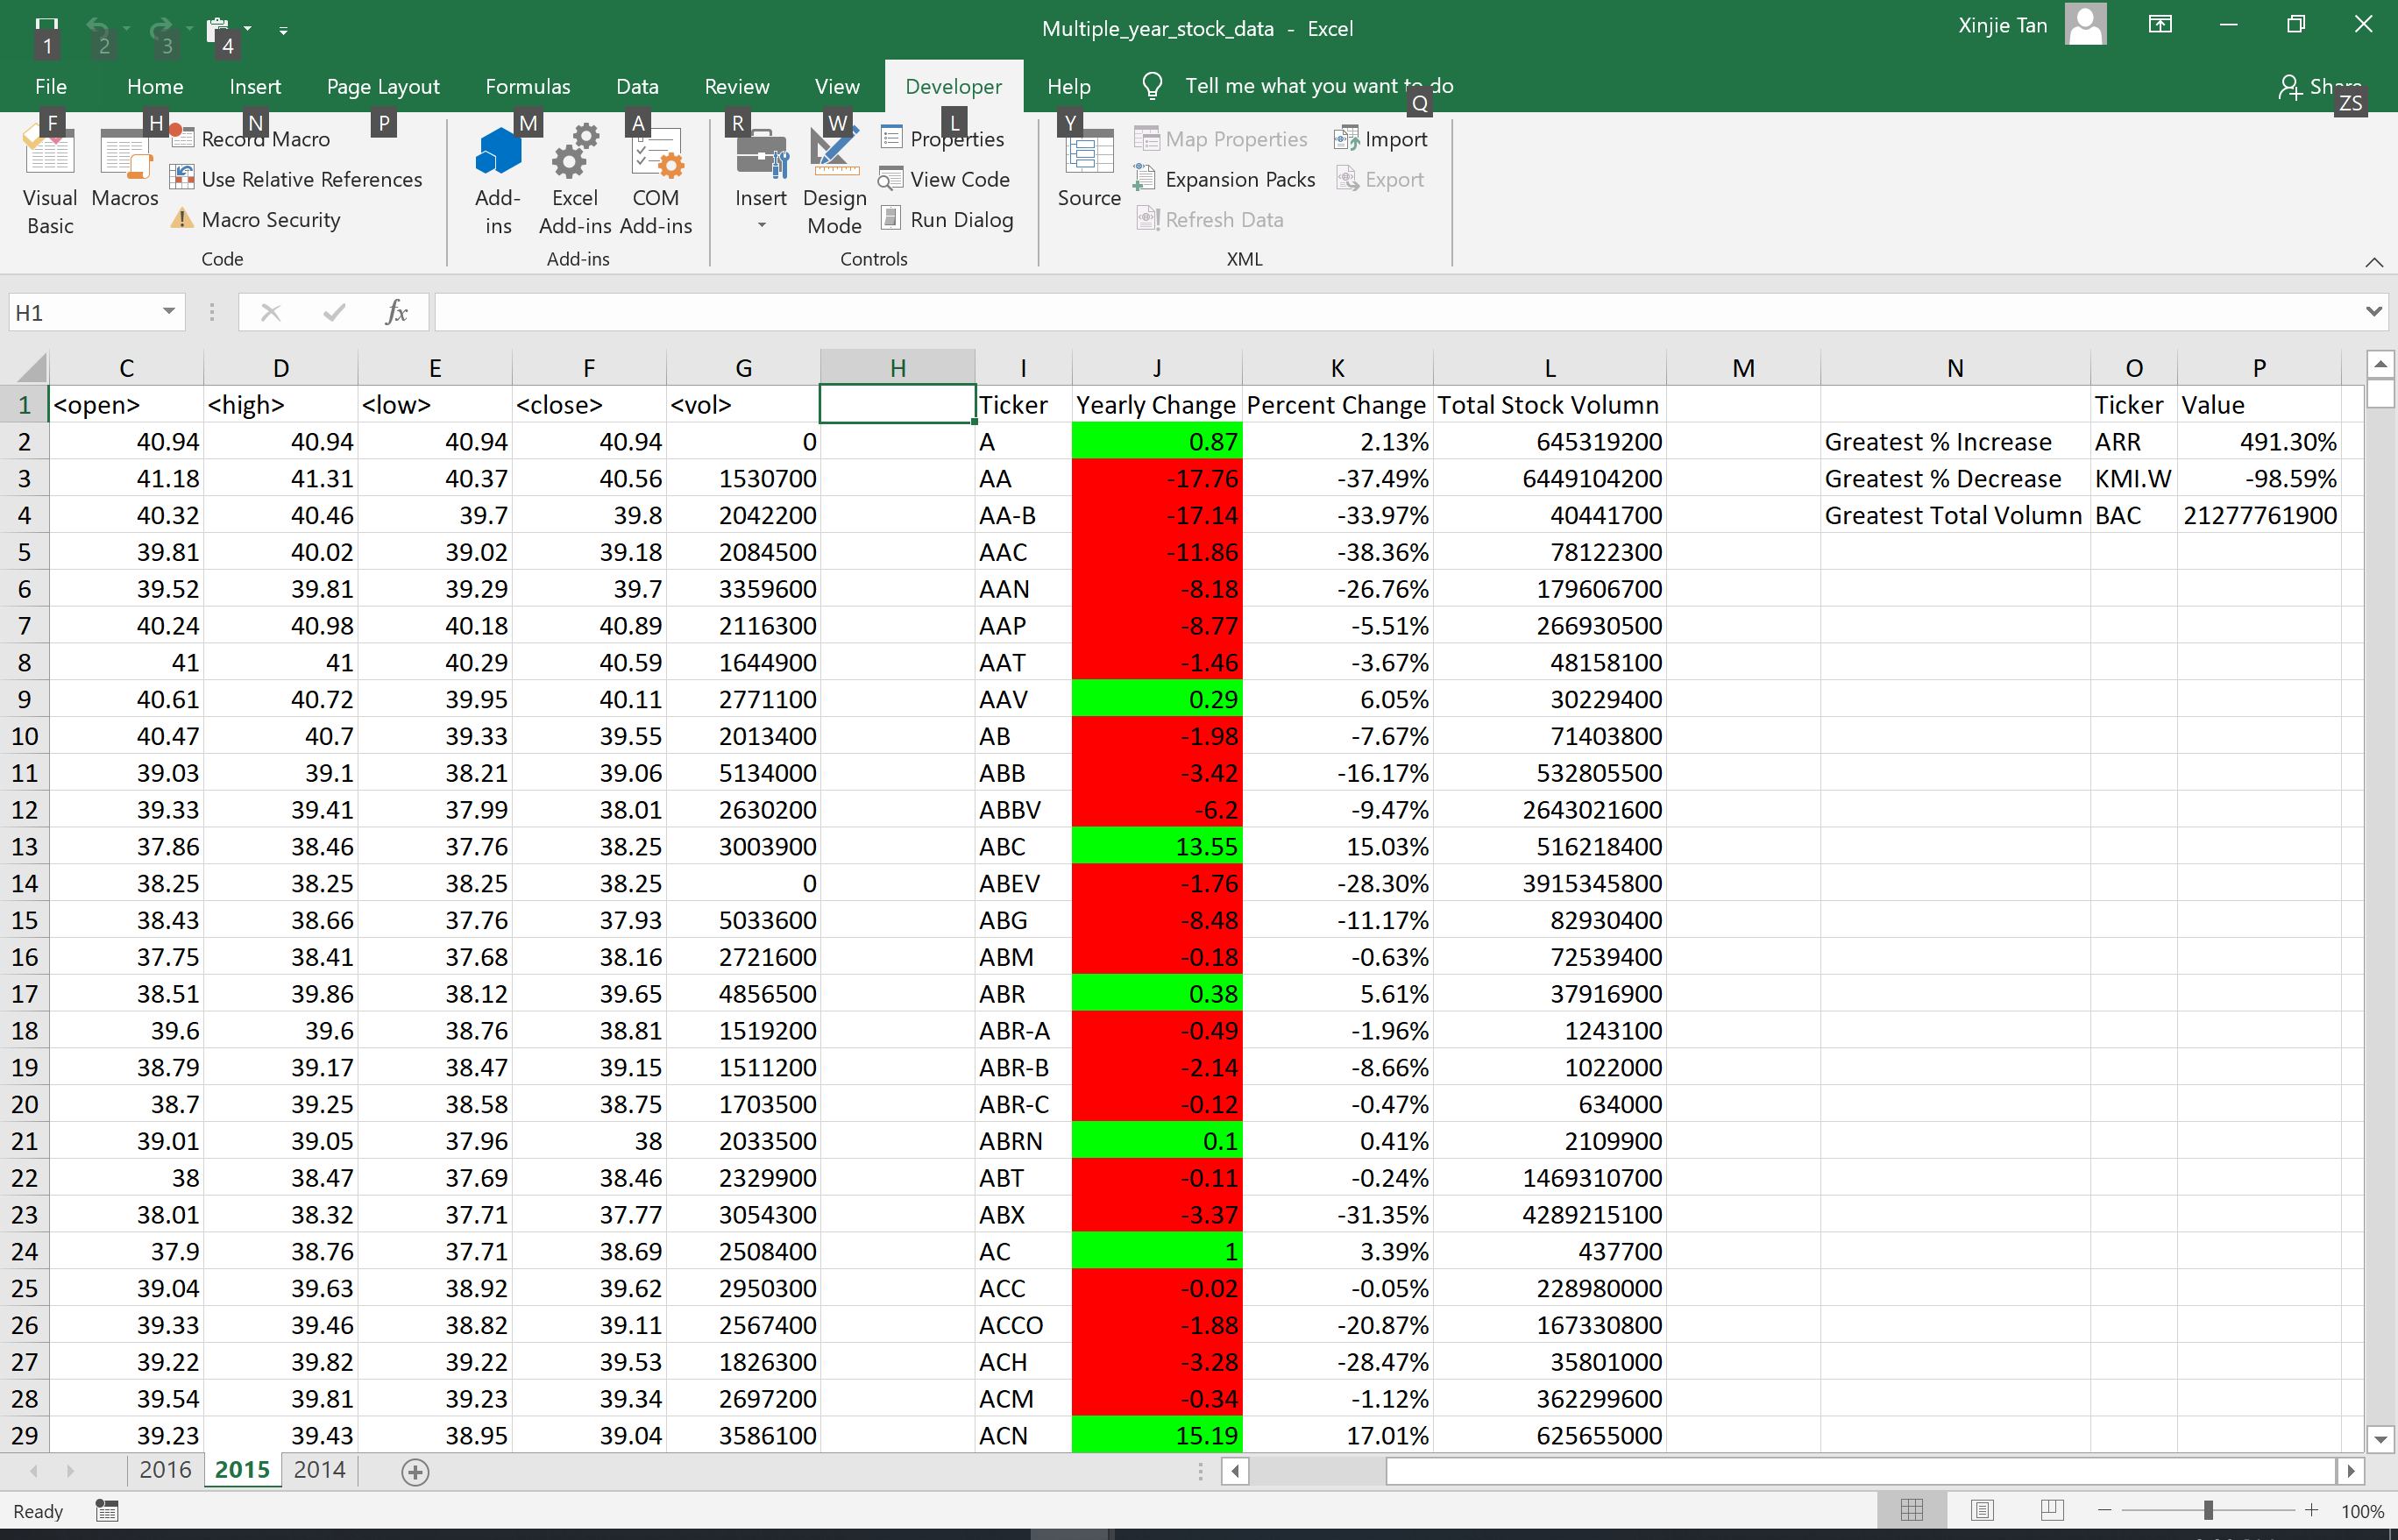 Multiple_year_stock_data - Excel
Xinjie Tan
1 2 3 4
File Home Insert Page Layout Formulas Data Review View Developer Help Tell me what you want to do Share
F H N P M A R W L Y Q ZS
Visual Basic
Macros
Record Macro
Use Relative References
Macro Security
Code
Add-ins
Excel Add-ins
COM Add-ins
Add-ins
Insert
Design Mode
Properties
View Code
Run Dialog
Controls
Source
Map Properties
Expansion Packs
Refresh Data
Import
Export
XML
H1 fx
C D E F G H I J K L M N O P
1 <open> <high> <low> <close> <vol> Ticker Yearly Change Percent Change Total Stock Volumn Ticker Value
2 40.94 40.94 40.94 40.94 0 A 0.87 2.13% 645319200 Greatest % Increase ARR 491.30%
3 41.18 41.31 40.37 40.56 1530700 AA -17.76 -37.49% 6449104200 Greatest % Decrease KMI.W -98.59%
4 40.32 40.46 39.7 39.8 2042200 AA-B -17.14 -33.97% 40441700 Greatest Total Volumn BAC 21277761900
5 39.81 40.02 39.02 39.18 2084500 AAC -11.86 -38.36% 78122300
6 39.52 39.81 39.29 39.7 3359600 AAN -8.18 -26.76% 179606700
7 40.24 40.98 40.18 40.89 2116300 AAP -8.77 -5.51% 266930500
8 41 41 40.29 40.59 1644900 AAT -1.46 -3.67% 48158100
9 40.61 40.72 39.95 40.11 2771100 AAV 0.29 6.05% 30229400
10 40.47 40.7 39.33 39.55 2013400 AB -1.98 -7.67% 71403800
11 39.03 39.1 38.21 39.06 5134000 ABB -3.42 -16.17% 532805500
12 39.33 39.41 37.99 38.01 2630200 ABBV -6.2 -9.47% 2643021600
13 37.86 38.46 37.76 38.25 3003900 ABC 13.55 15.03% 516218400
14 38.25 38.25 38.25 38.25 0 ABEV -1.76 -28.30% 3915345800
15 38.43 38.66 37.76 37.93 5033600 ABG -8.48 -11.17% 82930400
16 37.75 38.41 37.68 38.16 2721600 ABM -0.18 -0.63% 72539400
17 38.51 39.86 38.12 39.65 4856500 ABR 0.38 5.61% 37916900
18 39.6 39.6 38.76 38.81 1519200 ABR-A -0.49 -1.96% 1243100
19 38.79 39.17 38.47 39.15 1511200 ABR-B -2.14 -8.66% 1022000
20 38.7 39.25 38.58 38.75 1703500 ABR-C -0.12 -0.47% 634000
21 39.01 39.05 37.96 38 2033500 ABRN 0.1 0.41% 2109900
22 38 38.47 37.69 38.46 2329900 ABT -0.11 -0.24% 1469310700
23 38.01 38.32 37.71 37.77 3054300 ABX -3.37 -31.35% 4289215100
24 37.9 38.76 37.71 38.69 2508400 AC 1 3.39% 437700
25 39.04 39.63 38.92 39.62 2950300 ACC -0.02 -0.05% 228980000
26 39.33 39.46 38.82 39.11 2567400 ACCO -1.88 -20.87% 167330800
27 39.22 39.82 39.22 39.53 1826300 ACH -3.28 -28.47% 35801000
28 39.54 39.81 39.23 39.34 2697200 ACM -0.34 -1.12% 362299600
29 39.23 39.43 38.95 39.04 3586100 ACN 15.19 17.01% 625655000
2016 2015 2014
Ready 100%